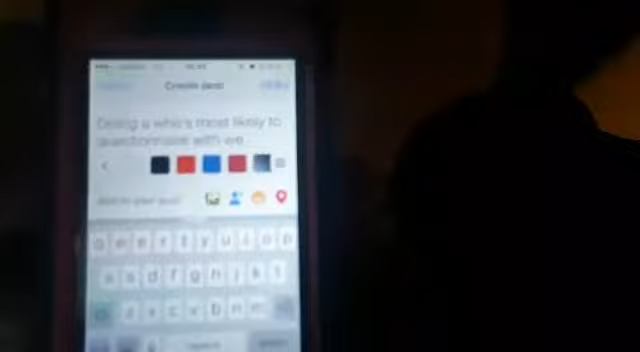 Create post
Doing a who's most likely to
questionnaire with we
Add to your post
q w e r t y u i o p
a s d f g h j k l
z x c v b n m